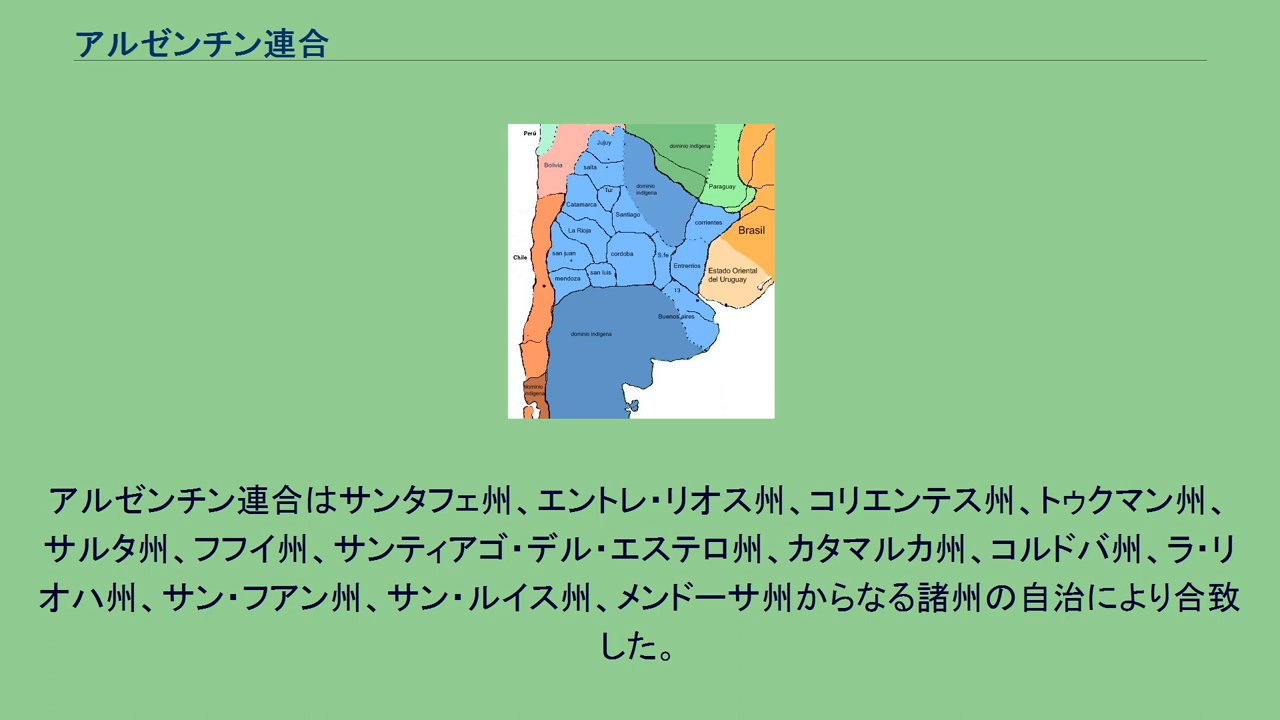 アルゼンチン連合
Perú
Jujuy
dominio indigena
Bolivia
salta
dominio
indigena
Paraguay
Tuf
Catamarca
Santiago
corrientes
La Rioja
Brasil
san juan
cordoba
S.fe
Chile
Entrerrios
Estado Oriental
del Uruguay
mendoza
san luis
13
Buenos aires
dominio indigena
dominio
indigena
アルゼンチン連合はサンタフェ州、エントレ・リオス州、コリエンテス州、トゥクマン州、
サルタ州、フフイ州、サンティアゴ・デル・エステロ州、カタマルカ州、コルドバ州、ラ・リ
オハ州、サン・フアン州、サン・ルイス州、メンドーサ州からなる諸州の自治により合致
した。